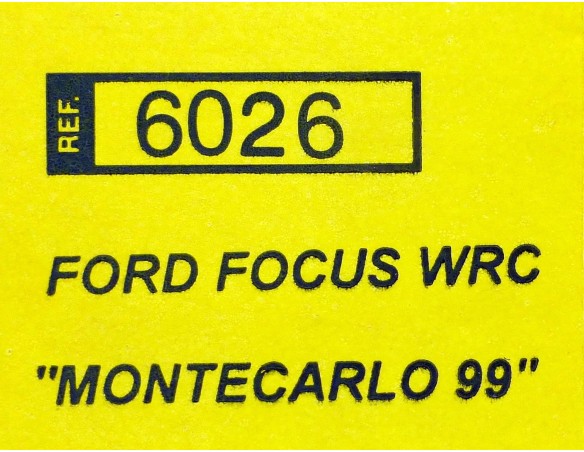 REF. 6026
FORD FOCUS WRC
"MONTECARLO 99"